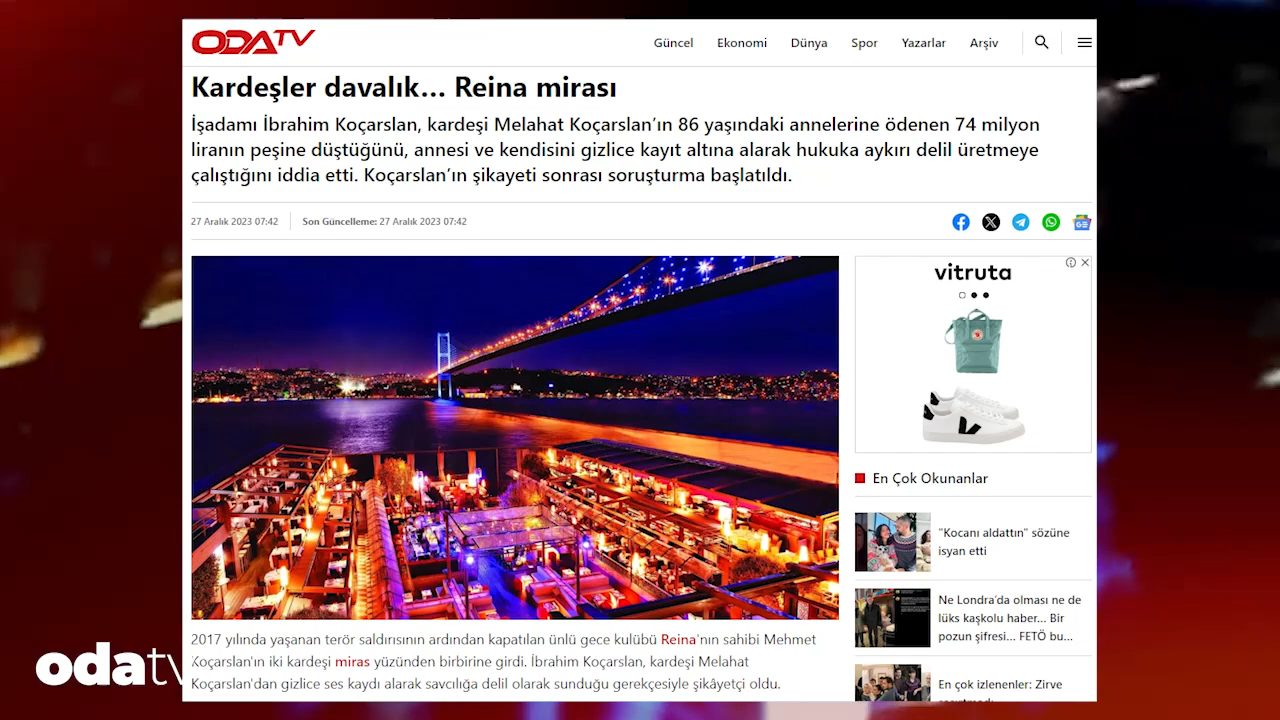 ODATV
Güncel Ekonomi Dünya Spor Yazarlar Arşiv
Kardeşler davalık… Reina mirası
İşadamı İbrahim Koçarslan, kardeşi Melahat Koçarslan’ın 86 yaşındaki annelerine ödenen 74 milyon
liranın peşine düştüğünü, annesi ve kendisini gizlice kayıt altına alarak hukuka aykırı delil üretmeye
çalıştığını iddia etti. Koçarslan’ın şikayeti sonrası soruşturma başlatıldı.
27 Aralık 2023 07:42 Son Güncelleme: 27 Aralık 2023 07:42
vitruta
En Çok Okunanlar
"Kocanı aldattın" sözüne
isyan etti
Ne Londra’da olması ne de
lüks kaşkolu haber... Bir
pozun şifresi... FETÖ bu...
En çok izlenenler: Zirve
2017 yılında yaşanan terör saldırısının ardından kapatılan ünlü gece kulübü Reina'nın sahibi Mehmet
Koçarslan'ın iki kardeşi miras yüzünden birbirine girdi. İbrahim Koçarslan, kardeşi Melahat
Koçarslan'dan gizlice ses kaydı alarak savcılığa delil olarak sunduğu gerekçesiyle şikâyetçi oldu.
odatv